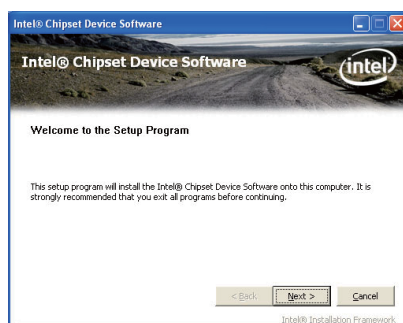 Intel® Chipset Device Software
Intel® Chipset Device Software
intel
Welcome to the Setup Program
This setup program will install the Intel® Chipset Device Software onto this computer. It is
strongly recommended that you exit all programs before continuing.
< Back
Next >
Cancel
Intel® Installation Framework